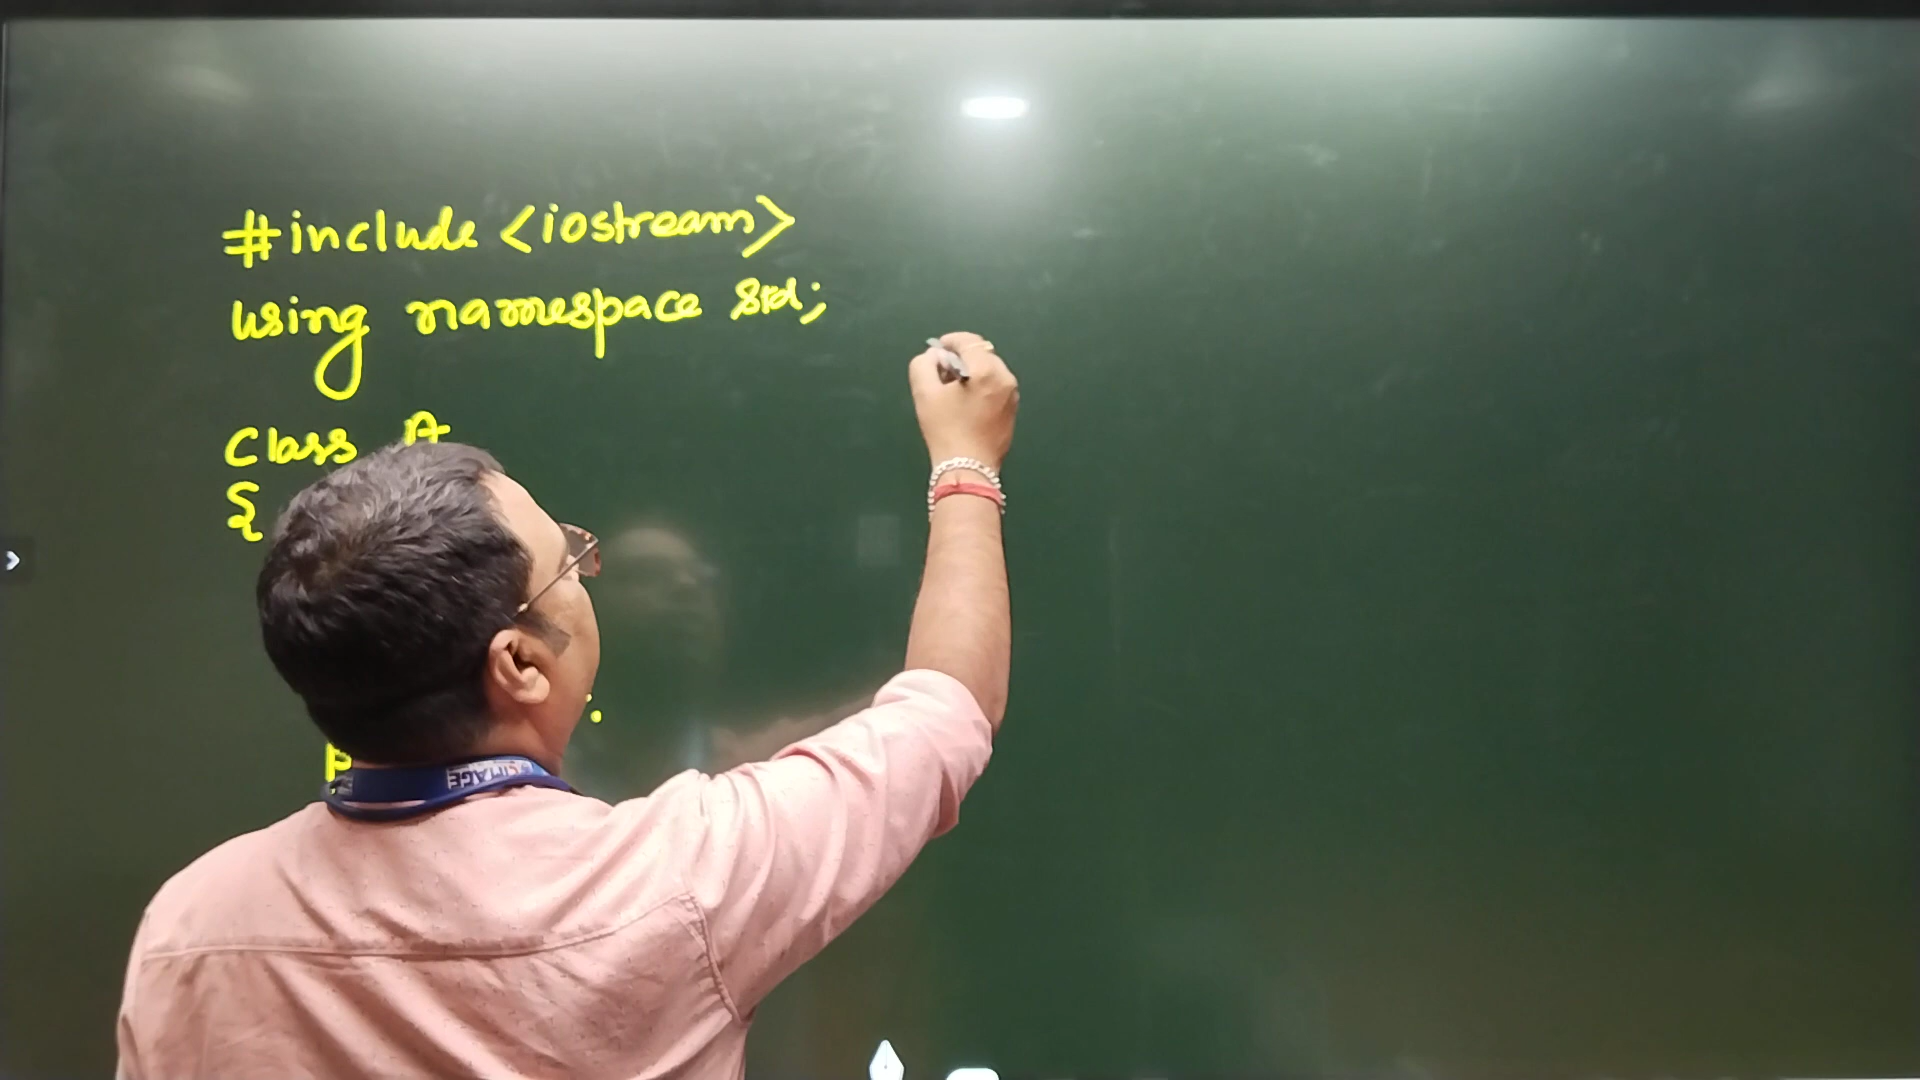 #include <iostream>
using namespace std;
Class A
{